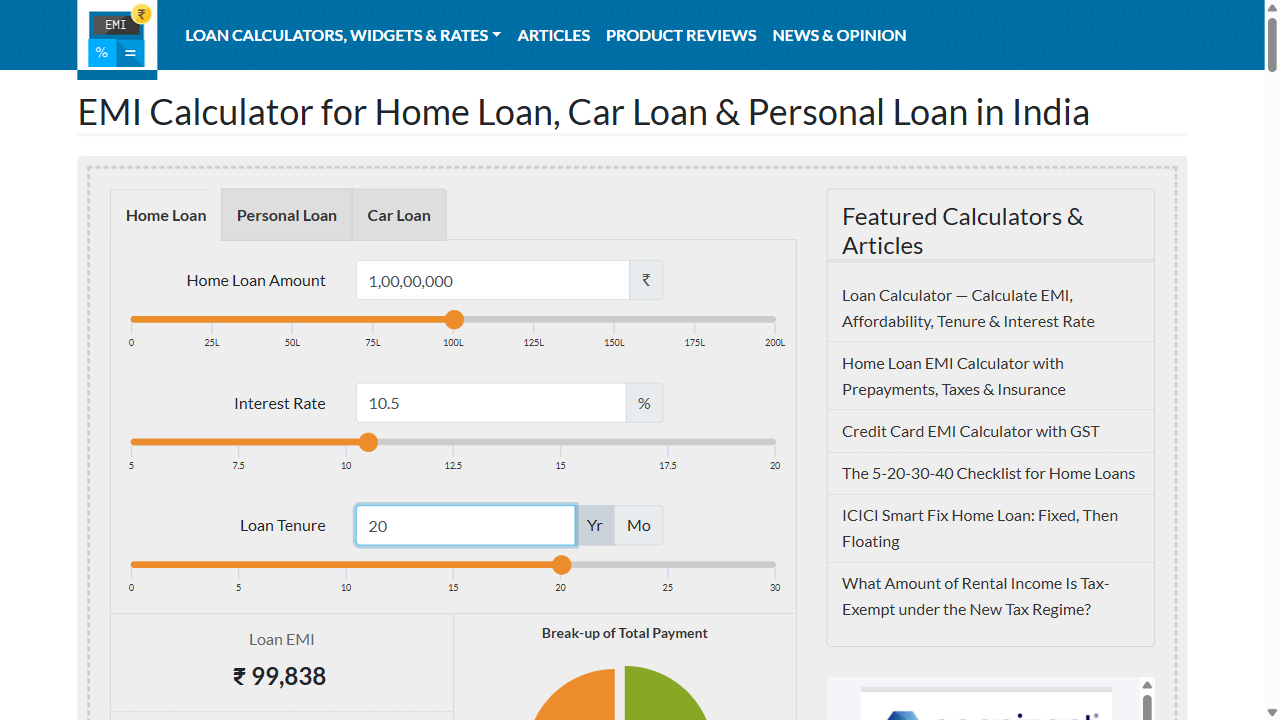 EMI
₹
%
=
LOAN CALCULATORS, WIDGETS & RATES
ARTICLES
PRODUCT REVIEWS
NEWS & OPINION
EMI Calculator for Home Loan, Car Loan & Personal Loan in India
Home Loan
Personal Loan
Car Loan
Home Loan Amount
1,00,00,000
₹
0 25L 50L 75L 100L 125L 150L 175L 200L
Interest Rate
10.5
%
5 7.5 10 12.5 15 17.5 20
Loan Tenure
20
Yr
Mo
0 5 10 15 20 25 30
Loan EMI
₹ 99,838
Break-up of Total Payment
Featured Calculators &
Articles
Loan Calculator — Calculate EMI,
Affordability, Tenure & Interest Rate
Home Loan EMI Calculator with
Prepayments, Taxes & Insurance
Credit Card EMI Calculator with GST
The 5-20-30-40 Checklist for Home Loans
ICICI Smart Fix Home Loan: Fixed, Then
Floating
What Amount of Rental Income Is Tax-
Exempt under the New Tax Regime?